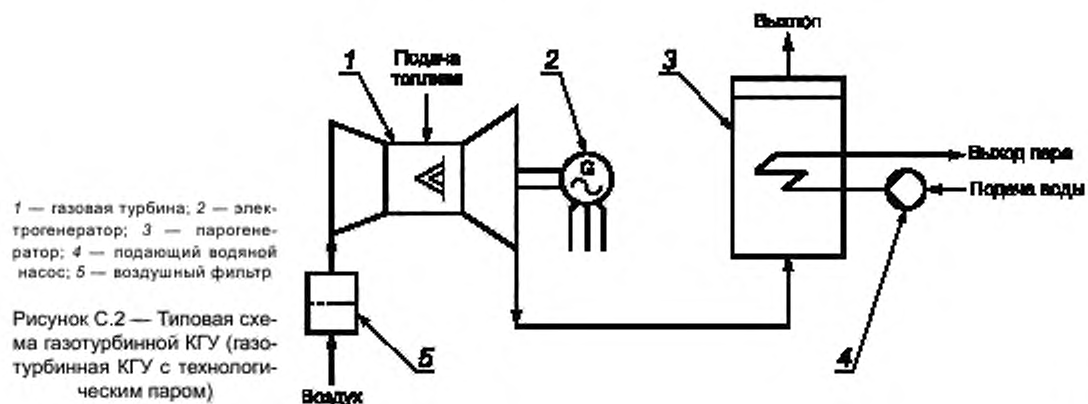 Выхлоп
1
Подача
топлива
2
3
Выход пара
Подача воды
1 — газовая турбина; 2 — элек-
трогенератор; 3 — парогене-
ратор; 4 — подающий водяной
насос; 5 — воздушный фильтр
G
Рисунок С.2 — Типовая схе-
ма газотурбинной КГУ (газо-
турбинная КГУ с технологи-
ческим паром)
5
4
Воздух